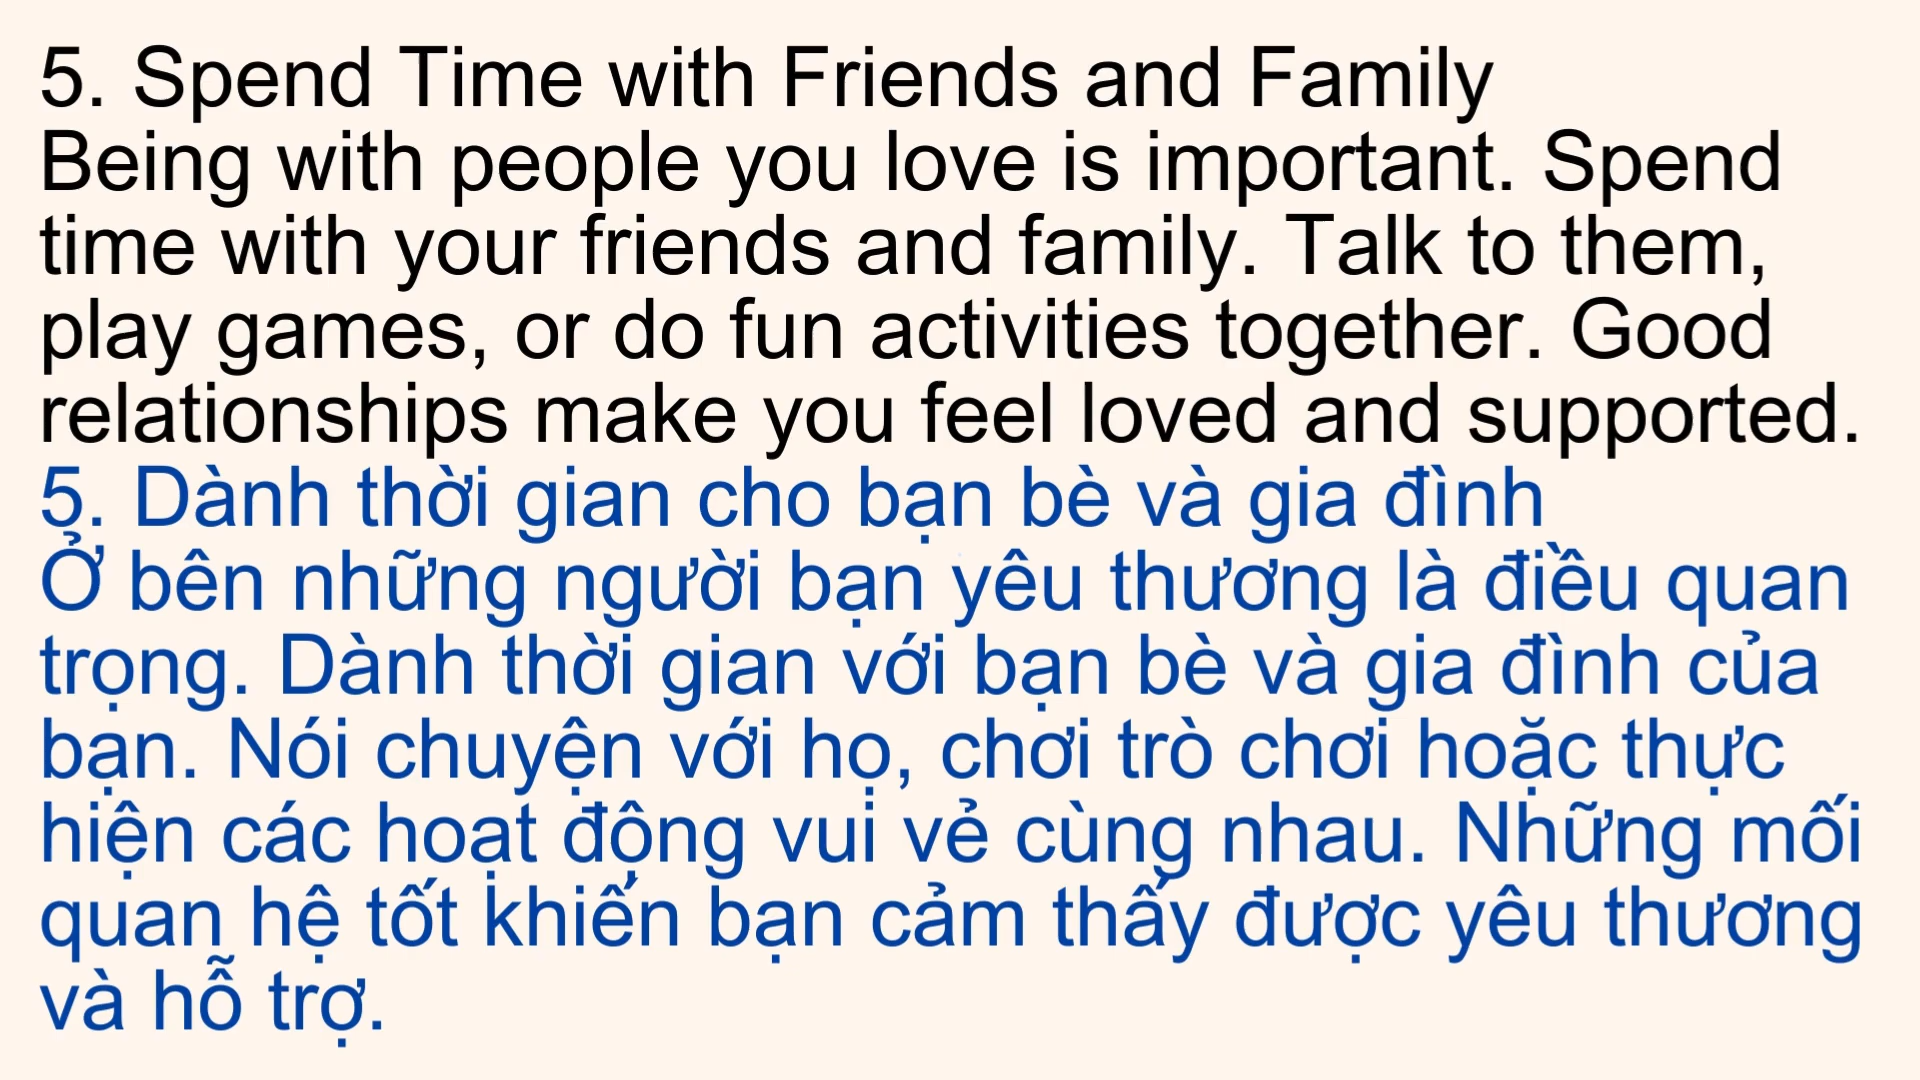 5. Spend Time with Friends and Family
Being with people you love is important. Spend
time with your friends and family. Talk to them,
play games, or do fun activities together. Good
relationships make you feel loved and supported.
5. Dành thời gian cho bạn bè và gia đình
Ở bên những người bạn yêu thương là điều quan
trọng. Dành thời gian với bạn bè và gia đình của
bạn. Nói chuyện với họ, chơi trò chơi hoặc thực
hiện các hoạt động vui vẻ cùng nhau. Những mối
quan hệ tốt khiến bạn cảm thấy được yêu thương
và hỗ trợ.